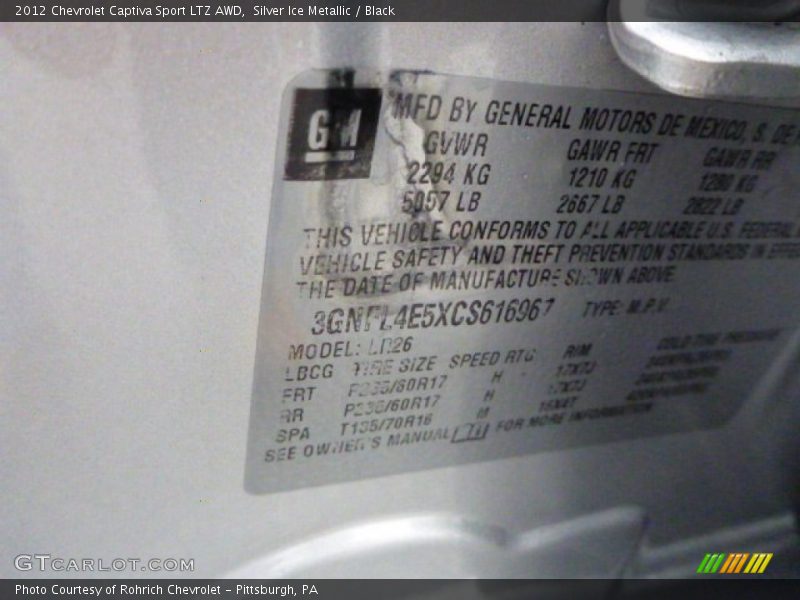 2012 Chevrolet Captiva Sport LTZ AWD, Silver Ice Metallic / Black
GM
MFD BY GENERAL MOTORS DE MEXICO, S. DE
GVWR GAWR FRT GAWR RR
2294 KG 1210 KG 1280 KG
5057 LB 2667 LB 2822 LB
THIS VEHICLE CONFORMS TO ALL APPLICABLE U.S. FEDERAL
VEHICLE SAFETY AND THEFT PREVENTION STANDARDS IN
THE DATE OF MANUFACTURE SHOWN ABOVE
3GNFL4E5XCS616967 TYPE: M.P.V
MODEL: LR26
LBCG TIRE SIZE SPEED RTG RIM COLD TIRE PRESSURE
FRT P235/60R17 H 17X7J
RR P235/60R17 H 17X7J
SPA T135/70R16 M 16X4T
SEE OWNER'S MANUAL FOR MORE INFORMATION
GTCARLOT.COM
Photo Courtesy of Rohrich Chevrolet – Pittsburgh, PA